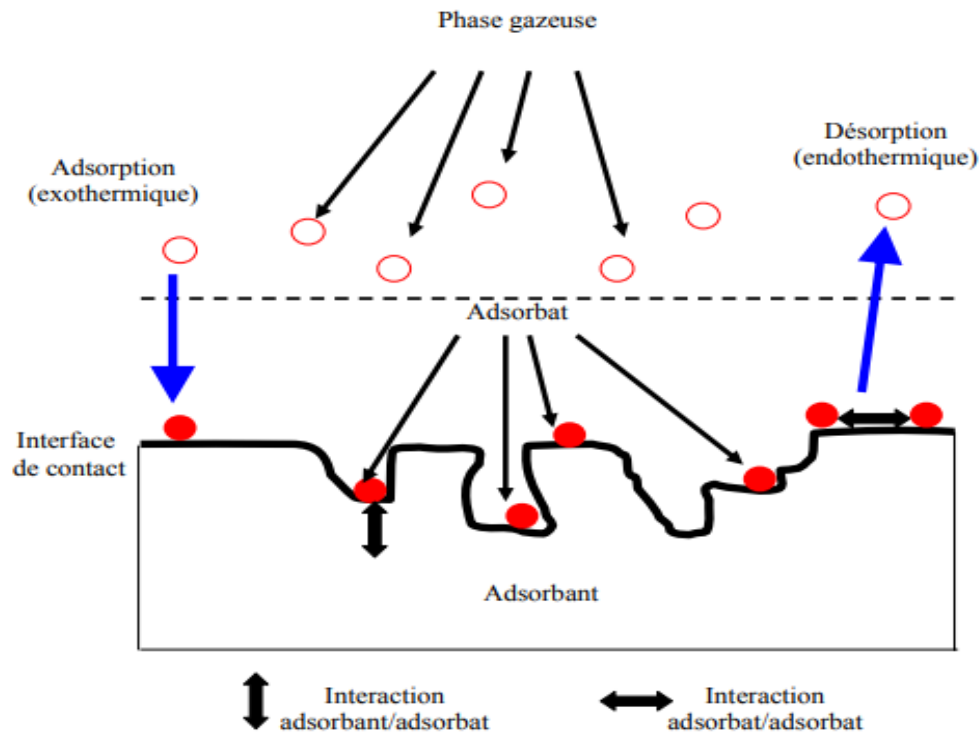 Phase gazeuse
Adsorption
(exothermique)
Désorption
(endothermique)
Adsorbat
Interface
de contact
Adsorbant
Interaction
adsorbant/adsorbat
Interaction
adsorbat/adsorbat